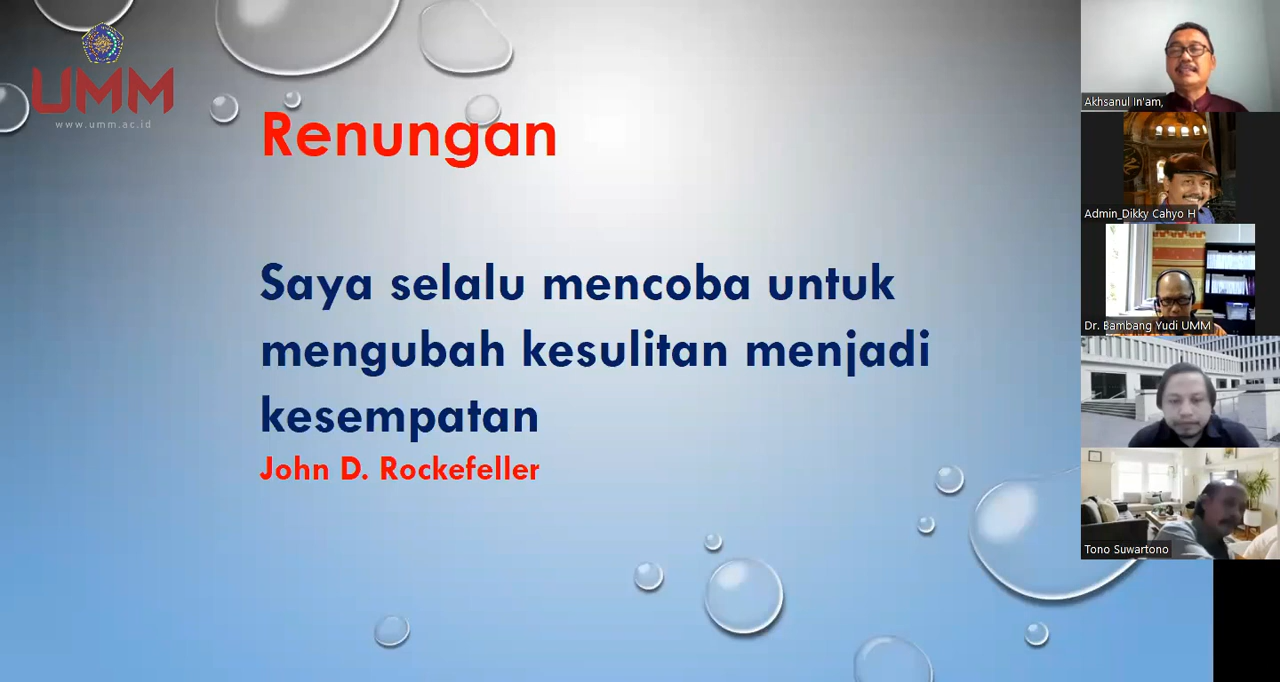 UMM
www.umm.ac.id
Renungan
Saya selalu mencoba untuk
mengubah kesulitan menjadi
kesempatan
John D. Rockefeller
Akhsanul In'am,
Admin_Dikky Cahyo H
Dr. Bambang Yudi UMM
Tono Suwartono